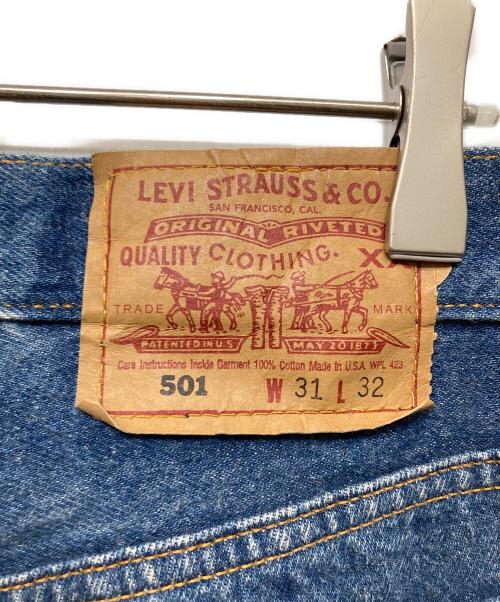 LEVI STRAUSS & CO.
SAN FRANCISCO, CAL.
ORIGINAL RIVETED
QUALITY CLOTHING. XX
TRADE MARK
PATENTED IN U.S. MAY 20 1873
Care Instructions Inside Garment 100% Cotton Made in U.S.A. WPL 423
501 W 31 L 32